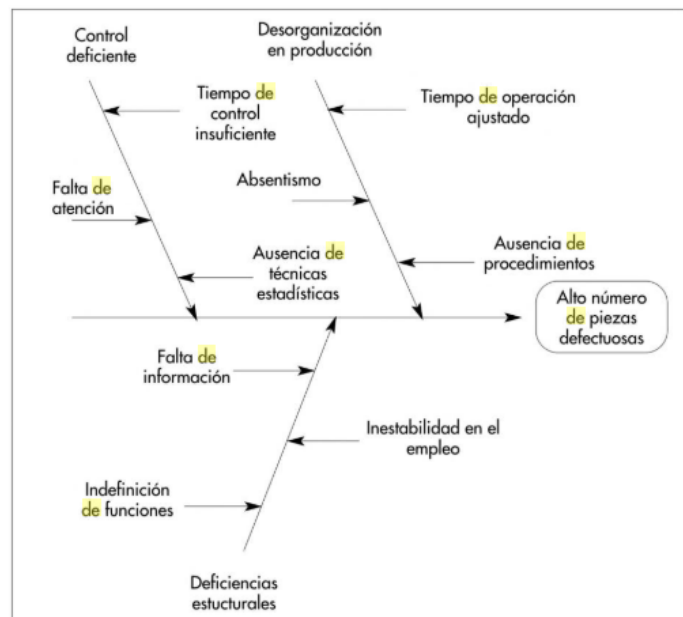 Control
deficiente
Desorganización
en producción
Tiempo de
control
insuficiente
Tiempo de operación
ajustado
Absentismo
Falta de
atención
Ausencia de
técnicas
estadísticas
Ausencia de
procedimientos
Alto número
de piezas
defectuosas
Falta de
información
Inestabilidad en el
empleo
Indefinición
de funciones
Deficiencias
estucturales